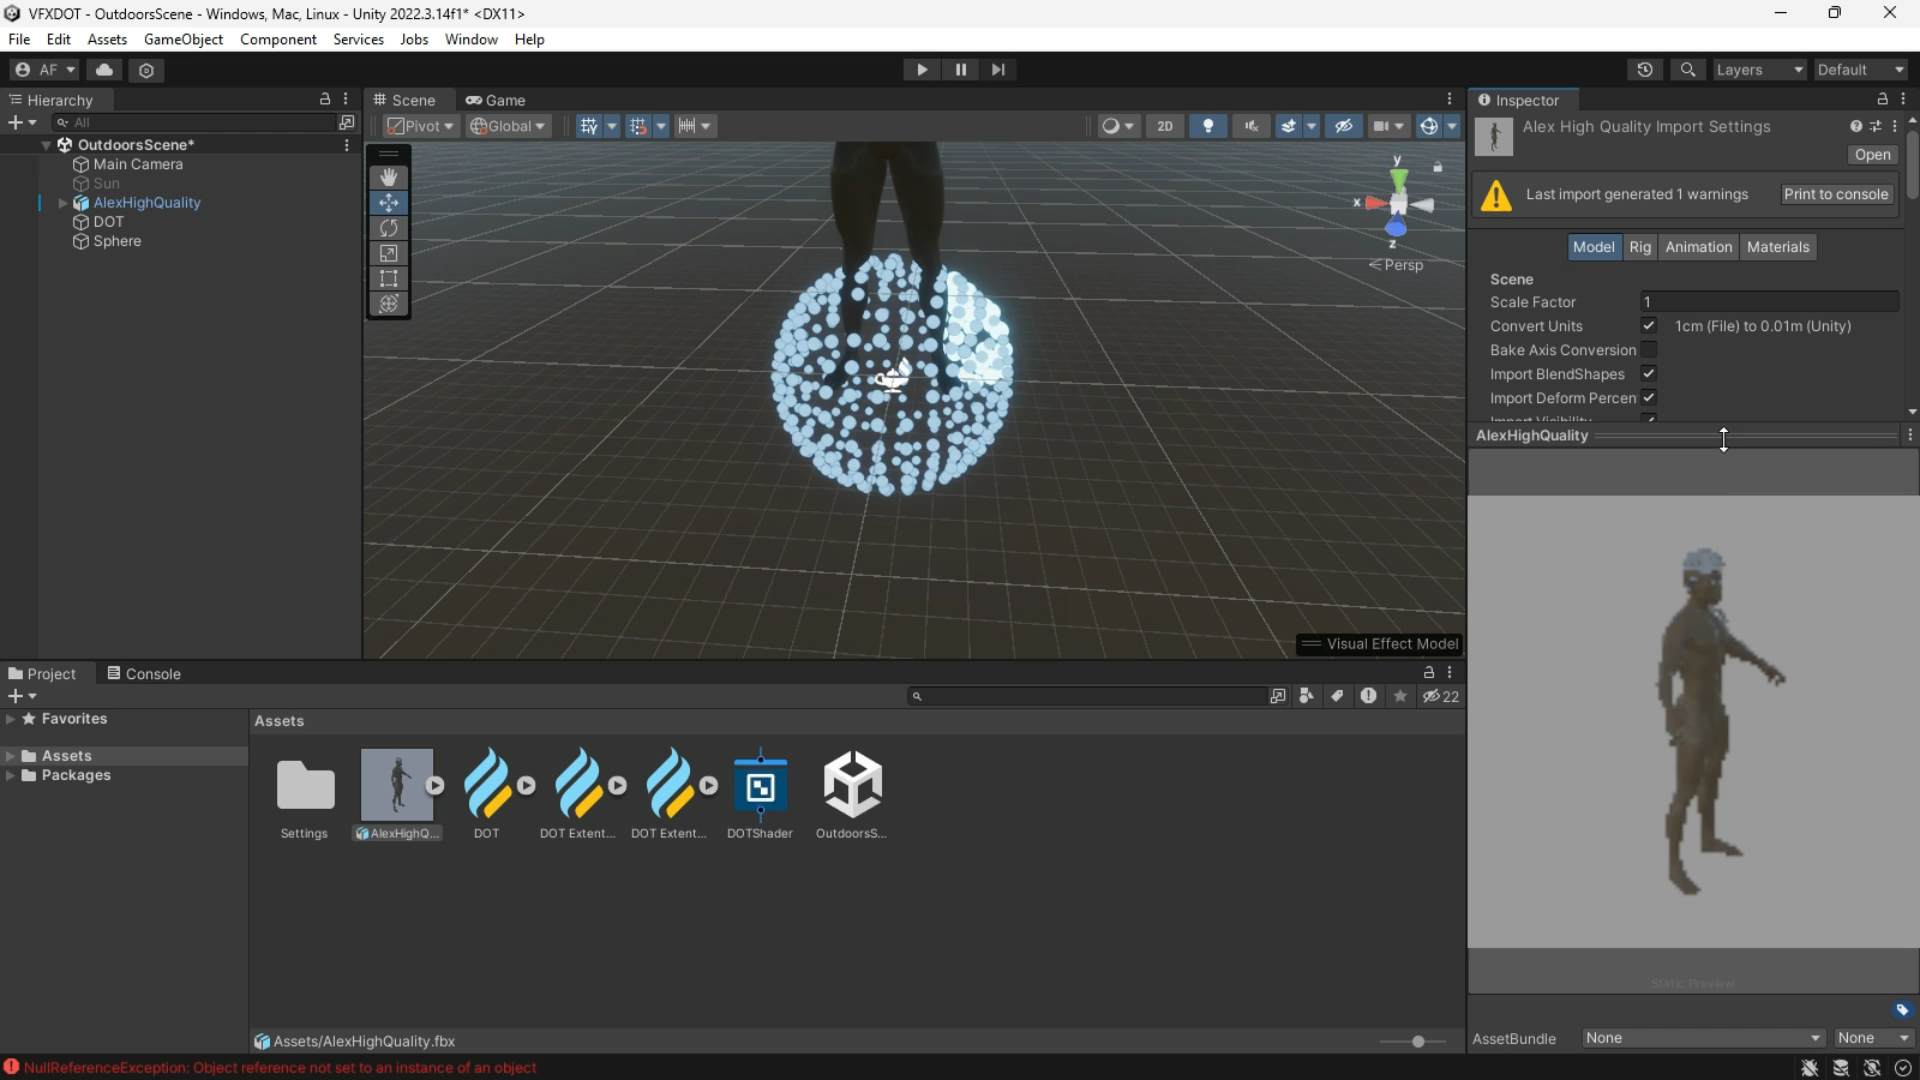 VFXDOT - OutdoorsScene - Windows, Mac, Linux - Unity 2022.3.14f1* <DX11>
File Edit Assets GameObject Component Services Jobs Window Help
AF
Layers Default
Hierarchy
All
OutdoorsScene*
Main Camera
Sun
AlexHighQuality
DOT
Sphere
Scene Game
Pivot Global 2D
y
x
z
Persp
Visual Effect Model
Inspector
Alex High Quality Import Settings
Open
Last import generated 1 warnings Print to console
Model Rig Animation Materials
Scene
Scale Factor 1
Convert Units 1cm (File) to 0.01m (Unity)
Bake Axis Conversion
Import BlendShapes
Import Deform Percen
Import Visibility
AlexHighQuality
Static Preview
AssetBundle None None
Project Console
22
Favorites
Assets
Packages
Assets
Settings AlexHighQ... DOT DOT Extent... DOT Extent... DOTShader OutdoorsS...
Assets/AlexHighQuality.fbx
NullReferenceException: Object reference not set to an instance of an object